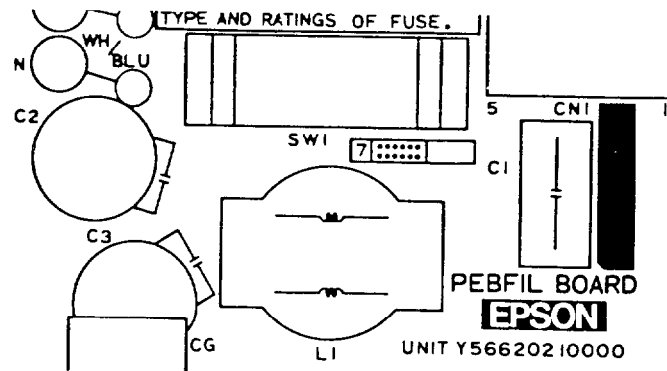 TYPE AND RATINGS OF FUSE.
WH/
BLU
N
C2
5 CN1 1
SW1
7
C1
C3
PEBFIL BOARD
EPSON
CG
L1
UNIT Y56620210000